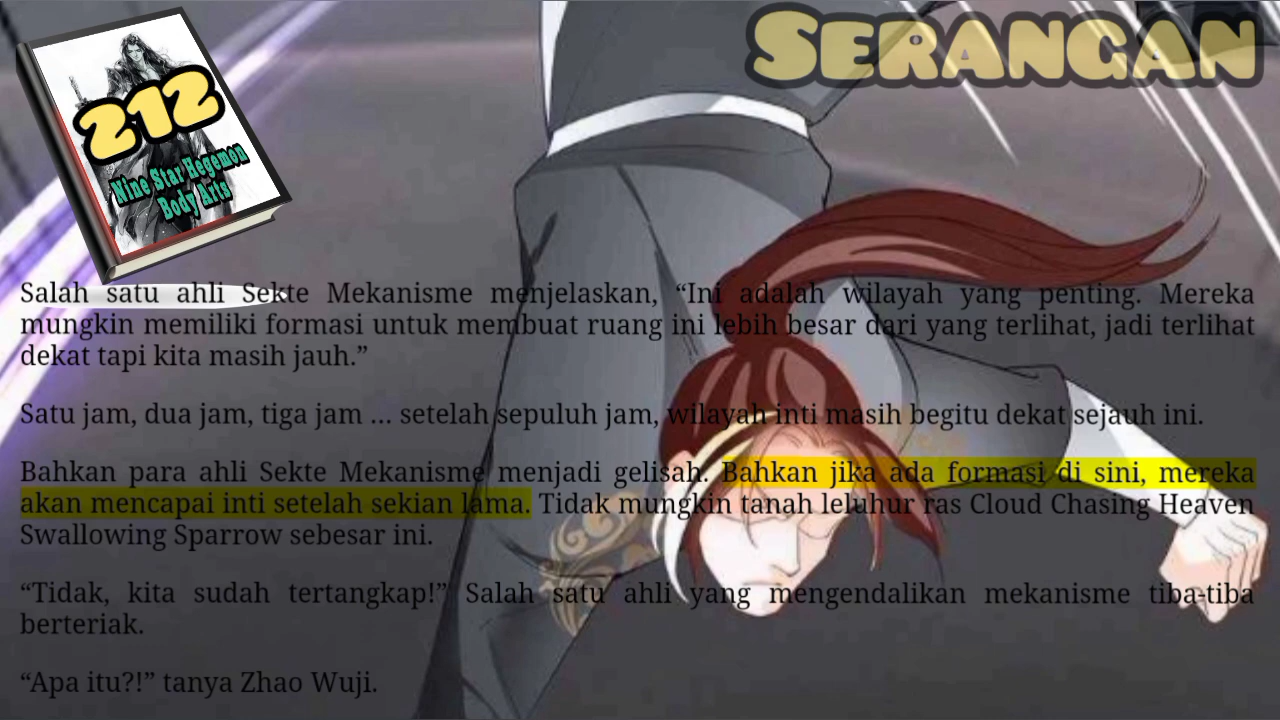 SERANGAN
212
Nine Star Hegemon
Body Arts
Salah satu ahli Sekte Mekanisme menjelaskan, “Ini adalah wilayah yang penting. Mereka
mungkin memiliki formasi untuk membuat ruang ini lebih besar dari yang terlihat, jadi terlihat
dekat tapi kita masih jauh.”
Satu jam, dua jam, tiga jam ... setelah sepuluh jam, wilayah inti masih begitu dekat sejauh ini.
Bahkan para ahli Sekte Mekanisme menjadi gelisah. Bahkan jika ada formasi di sini, mereka
akan mencapai inti setelah sekian lama. Tidak mungkin tanah leluhur ras Cloud Chasing Heaven
Swallowing Sparrow sebesar ini.
“Tidak, kita sudah tertangkap!” Salah satu ahli yang mengendalikan mekanisme tiba-tiba
berteriak.
“Apa itu?!” tanya Zhao Wuji.